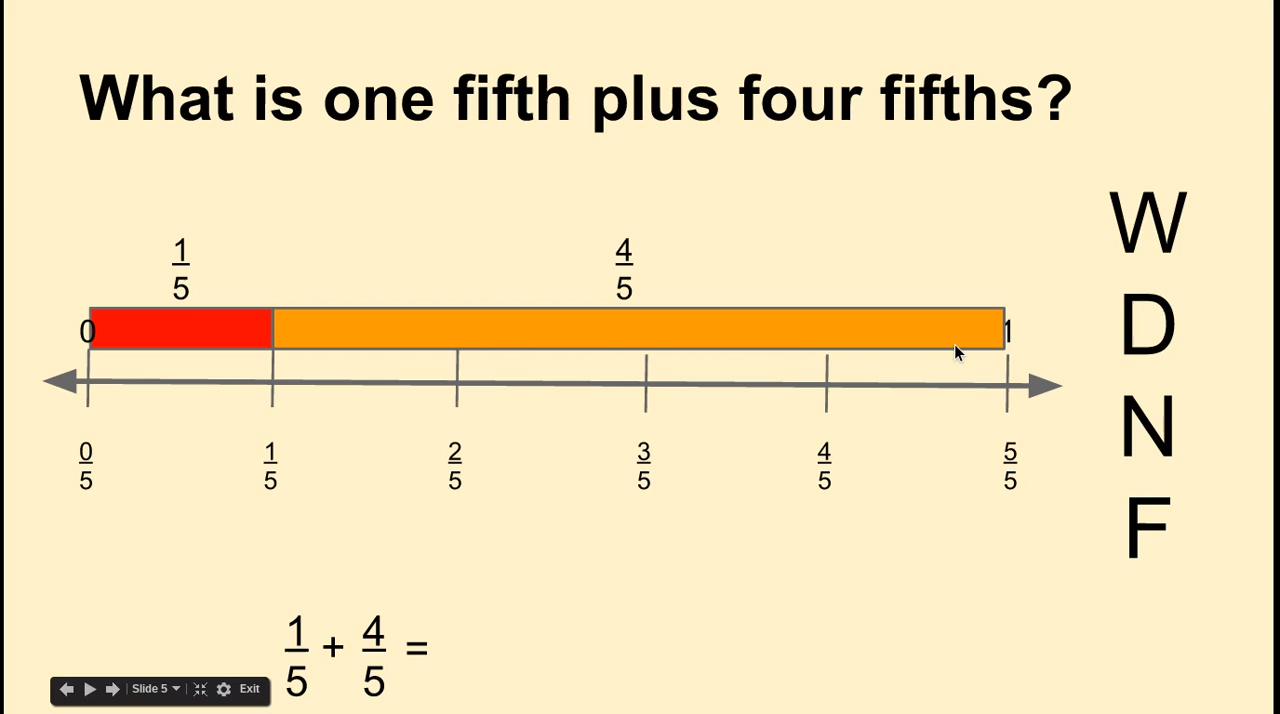 What is one fifth plus four fifths?
W
D
N
F
1/5 4/5
0 1
0/5 1/5 2/5 3/5 4/5 5/5
1/5 + 4/5 =
Slide 5 Exit